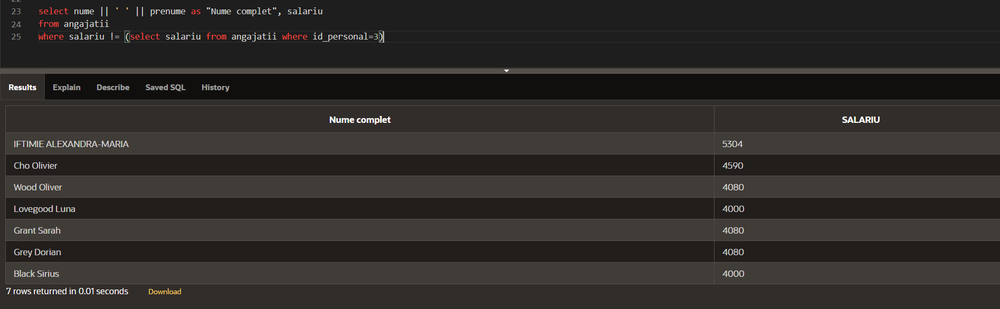 22
23 select nume || ' ' || prenume as "Nume complet", salariu
24 from angajatii
25 where salariu != (select salariu from angajatii where id_personal=3)
Results Explain Describe Saved SQL History
Nume complet SALARIU
IFTIMIE ALEXANDRA-MARIA 5304
Cho Olivier 4590
Wood Oliver 4080
Lovegood Luna 4000
Grant Sarah 4080
Grey Dorian 4080
Black Sirius 4000
7 rows returned in 0.01 seconds Download